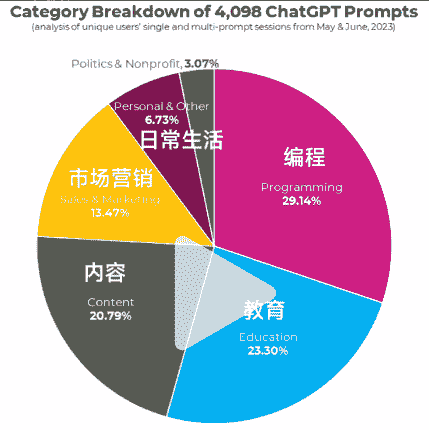 Category Breakdown of 4,098 ChatGPT Prompts
(analysis of unique users' single and multi-prompt sessions from May & June, 2023)
Politics & Nonprofit, 3.07%
Personal & Other
6.73%
日常生活
编程
Programming
29.14%
市场营销
Sales & Marketing
13.47%
内容
Content
20.79%
教育
Education
23.30%